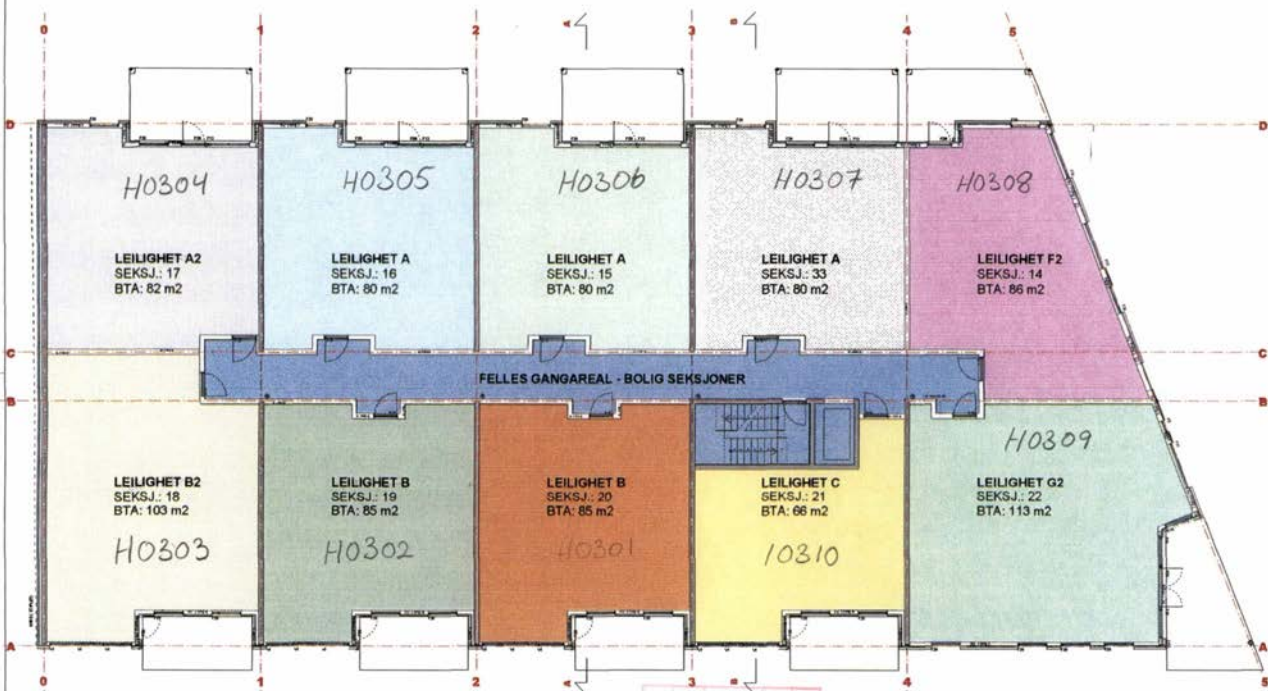 0 1 2 A B 3 4 5
D D
H0304 H0305 H0306 H0307 H0308
LEILIGHET A2
SEKSJ.: 17
BTA: 82 m2
LEILIGHET A
SEKSJ.: 16
BTA: 80 m2
LEILIGHET A
SEKSJ.: 15
BTA: 80 m2
LEILIGHET A
SEKSJ.: 33
BTA: 80 m2
LEILIGHET F2
SEKSJ.: 14
BTA: 86 m2
C C
FELLES GANGAREAL - BOLIG SEKSJONER
B B
H0309
LEILIGHET B2
SEKSJ.: 18
BTA: 103 m2
LEILIGHET B
SEKSJ.: 19
BTA: 85 m2
LEILIGHET B
SEKSJ.: 20
BTA: 85 m2
LEILIGHET C
SEKSJ.: 21
BTA: 66 m2
LEILIGHET G2
SEKSJ.: 22
BTA: 113 m2
H0303 H0302 H0301 10310
A A
0 1 2 A 3 B 4 5